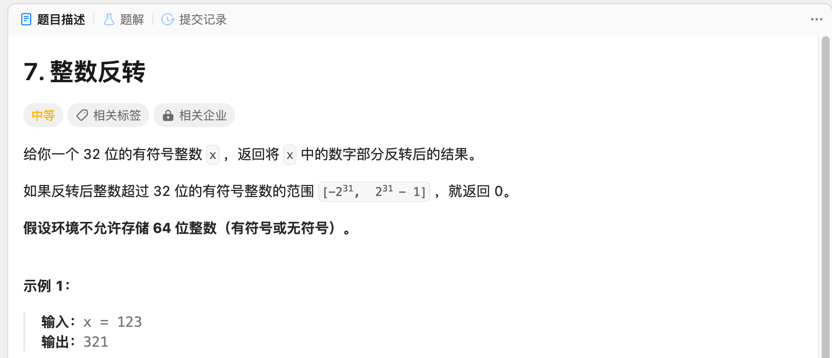 题目描述 题解 提交记录 ···
7. 整数反转
中等 相关标签 相关企业
给你一个 32 位的有符号整数 x ，返回将 x 中的数字部分反转后的结果。
如果反转后整数超过 32 位的有符号整数的范围 [−2³¹, 2³¹ − 1] ，就返回 0。
假设环境不允许存储 64 位整数（有符号或无符号）。
示例 1：
输入：x = 123
输出：321